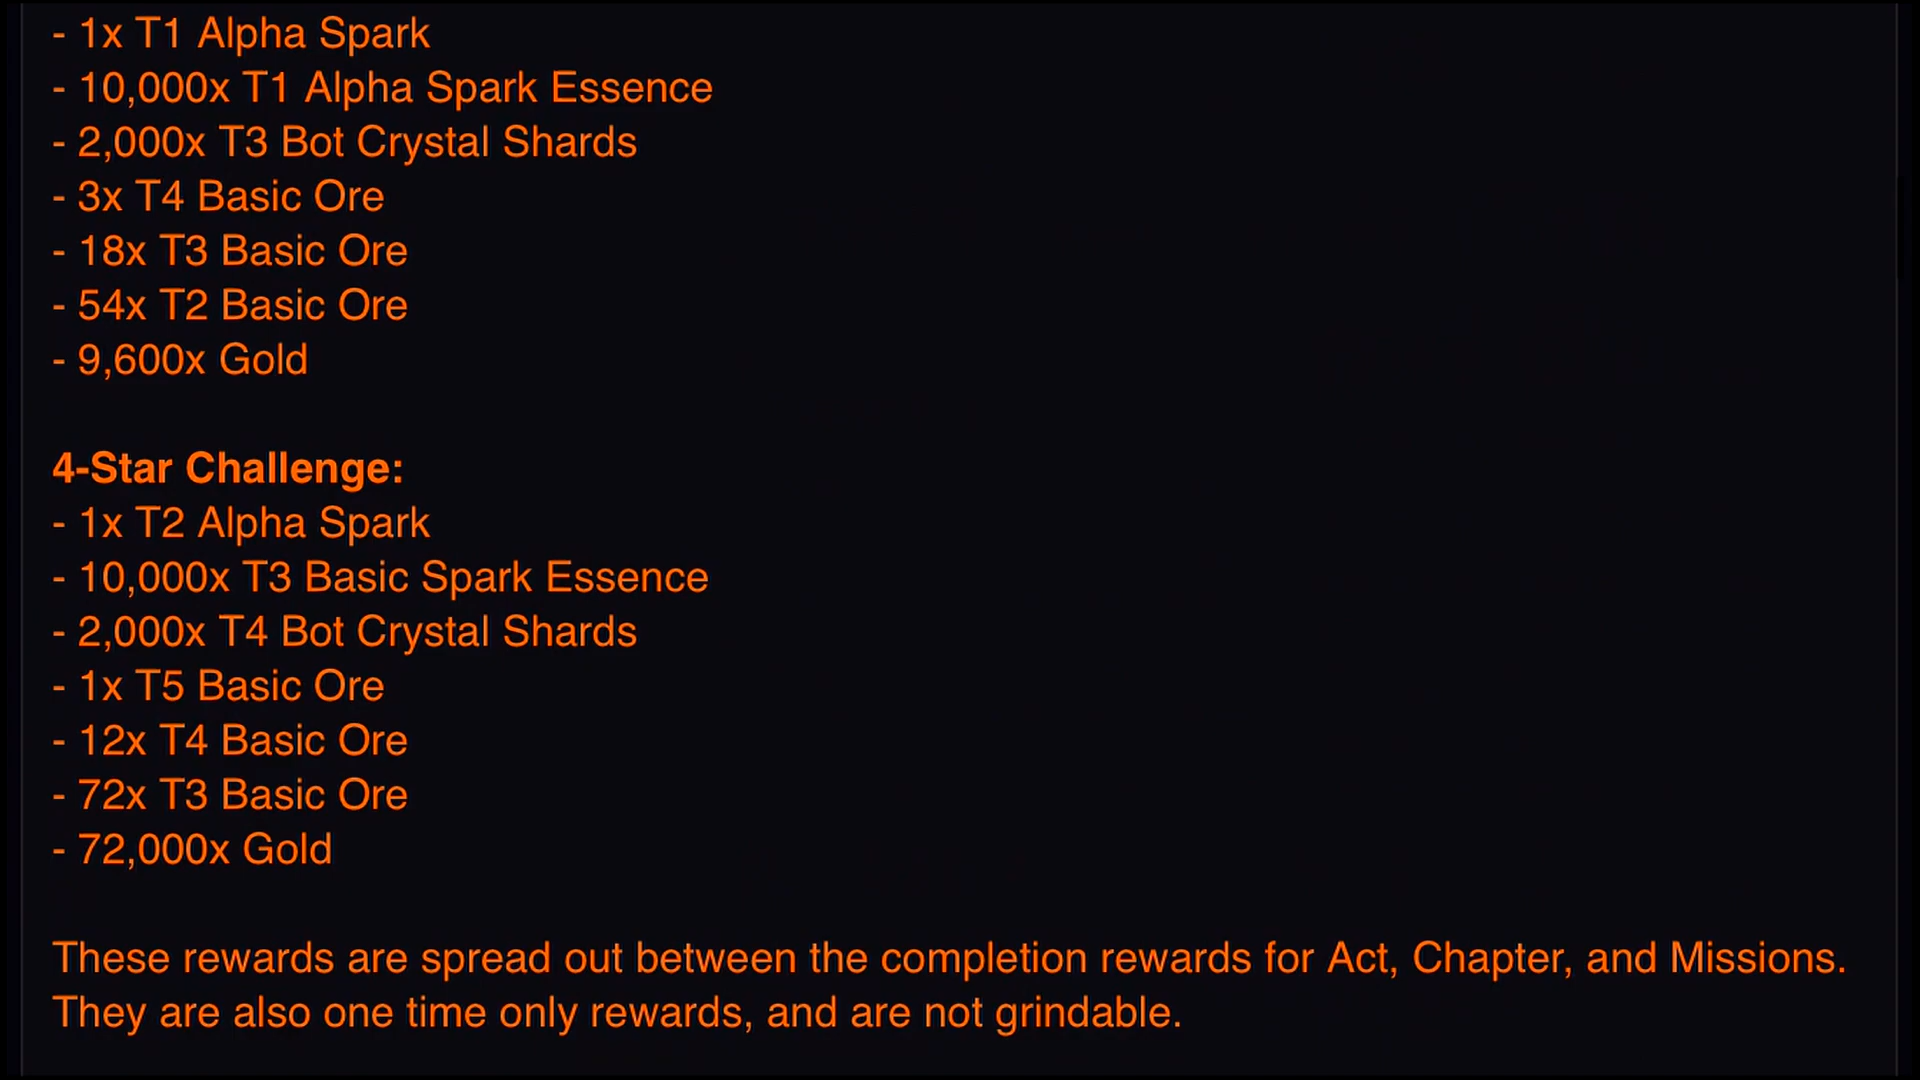 - 1x T1 Alpha Spark
- 10,000x T1 Alpha Spark Essence
- 2,000x T3 Bot Crystal Shards
- 3x T4 Basic Ore
- 18x T3 Basic Ore
- 54x T2 Basic Ore
- 9,600x Gold
4-Star Challenge:
- 1x T2 Alpha Spark
- 10,000x T3 Basic Spark Essence
- 2,000x T4 Bot Crystal Shards
- 1x T5 Basic Ore
- 12x T4 Basic Ore
- 72x T3 Basic Ore
- 72,000x Gold
These rewards are spread out between the completion rewards for Act, Chapter, and Missions.
They are also one time only rewards, and are not grindable.